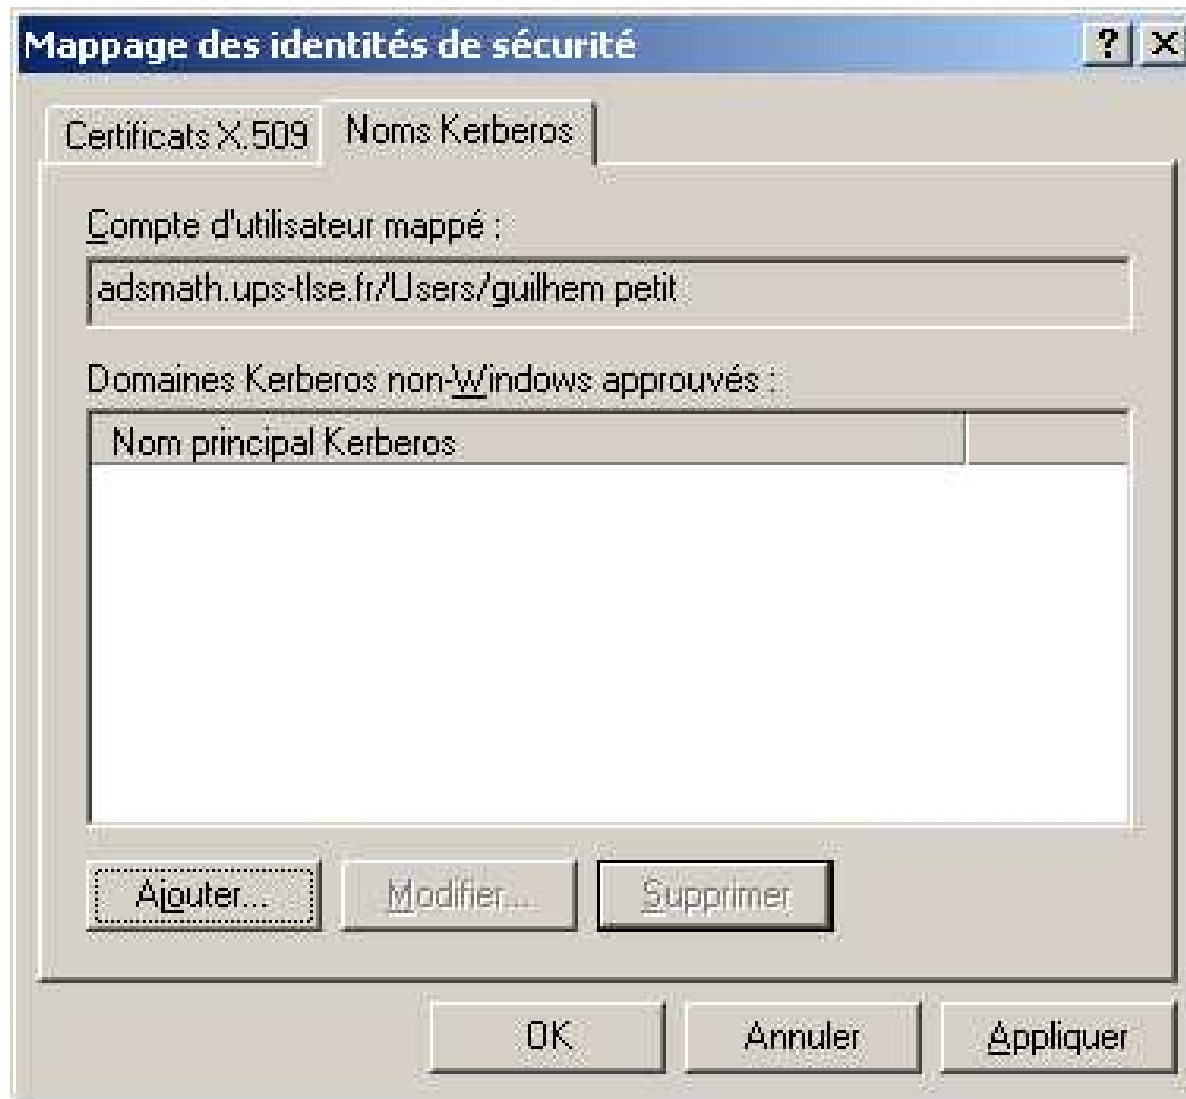 Mappage des identités de sécurité
Certificats X.509 Noms Kerberos
Compte d'utilisateur mappé :
adsmath.ups-tlse.fr/Users/guilhem petit
Domaines Kerberos non-Windows approuvés :
Nom principal Kerberos
Ajouter... Modifier... Supprimer
OK Annuler Appliquer